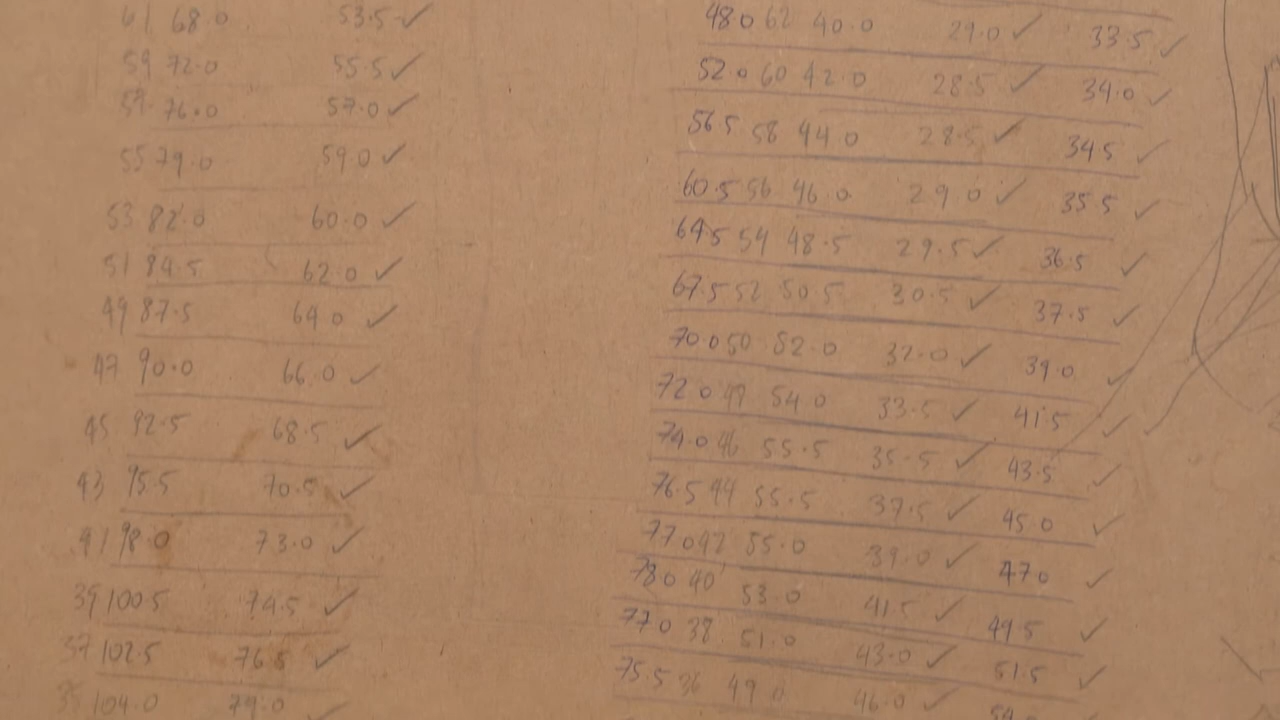 61 68.0 53.5 ✓
59 72.0 55.5 ✓
76.0 57.0 ✓
55 79.0 59.0 ✓
53 82.0 60.0 ✓
51 84.5 62.0 ✓
49 87.5 64.0 ✓
47 90.0 66.0 ✓
45 92.5 68.5 ✓
43 95.5 70.5 ✓
41 98.0 73.0 ✓
39 100.5 74.5 ✓
37 102.5 76.5 ✓
35 104.0 79.0
48.0 62 40.0 29.0 ✓ 33.5 ✓
52.0 60 42.0 28.5 ✓ 34.0 ✓
56.5 58 44.0 28.5 ✓ 34.5 ✓
60.5 56 46.0 29.0 ✓ 35.5 ✓
64.5 54 48.5 29.5 ✓ 36.5 ✓
67.5 52 50.5 30.5 ✓ 37.5 ✓
70.0 50 52.0 32.0 ✓ 39.0 ✓
72.0 54.0 33.5 ✓ 41.5 ✓
74.0 46 55.5 35.5 ✓ 43.5 ✓
76.5 44 55.5 37.5 ✓ 45.0 ✓
77.0 42 55.0 39.0 ✓ 47.0 ✓
78.0 40 53.0 41.5 ✓ 49.5 ✓
77.0 38 51.0 43.0 ✓ 51.5 ✓
75.5 36 49.0 46.0 ✓